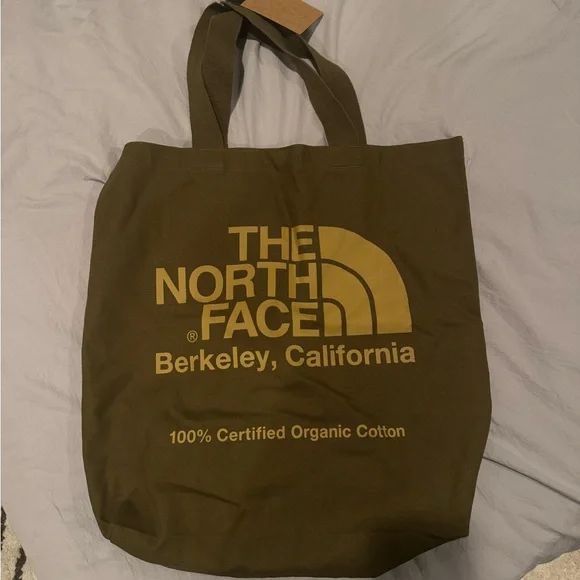 THE
NORTH
FACE
®
Berkeley, California
100% Certified Organic Cotton